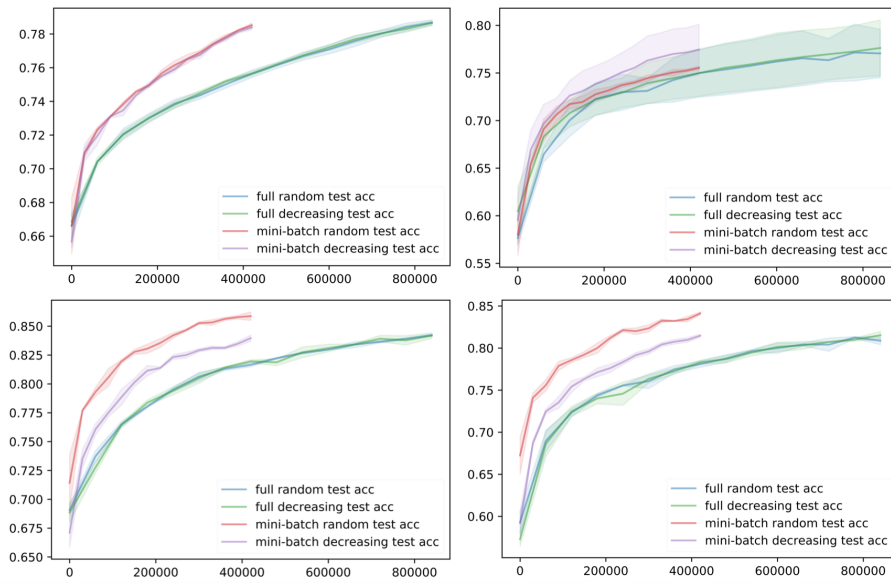 0.78
0.76
0.74
0.72
0.70
0.68
0.66
full random test acc
full decreasing test acc
mini-batch random test acc
mini-batch decreasing test acc
0 200000 400000 600000 800000
0.80
0.75
0.70
0.65
0.60
0.55
full random test acc
full decreasing test acc
mini-batch random test acc
mini-batch decreasing test acc
0 200000 400000 600000 800000
0.850
0.825
0.800
0.775
0.750
0.725
0.700
0.675
0.650
full random test acc
full decreasing test acc
mini-batch random test acc
mini-batch decreasing test acc
0 200000 400000 600000 800000
0.85
0.80
0.75
0.70
0.65
0.60
full random test acc
full decreasing test acc
mini-batch random test acc
mini-batch decreasing test acc
0 200000 400000 600000 800000